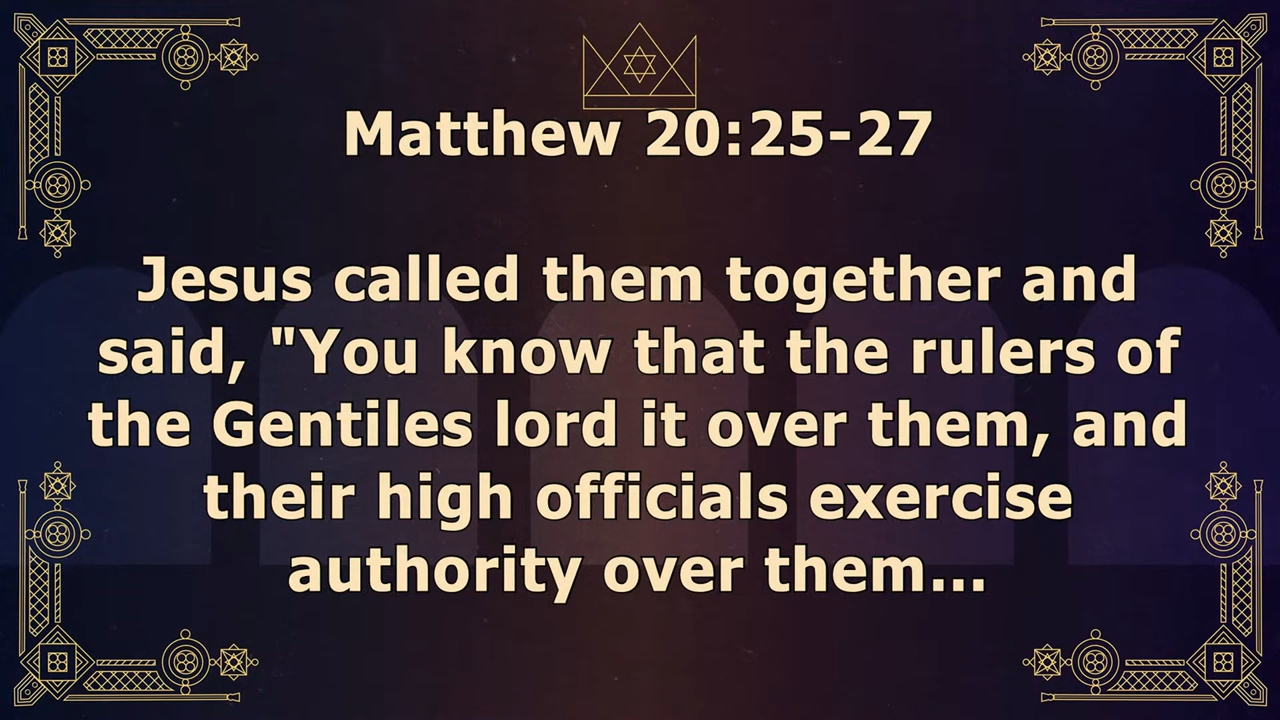 Matthew 20:25-27
Jesus called them together and
said, "You know that the rulers of
the Gentiles lord it over them, and
their high officials exercise
authority over them...